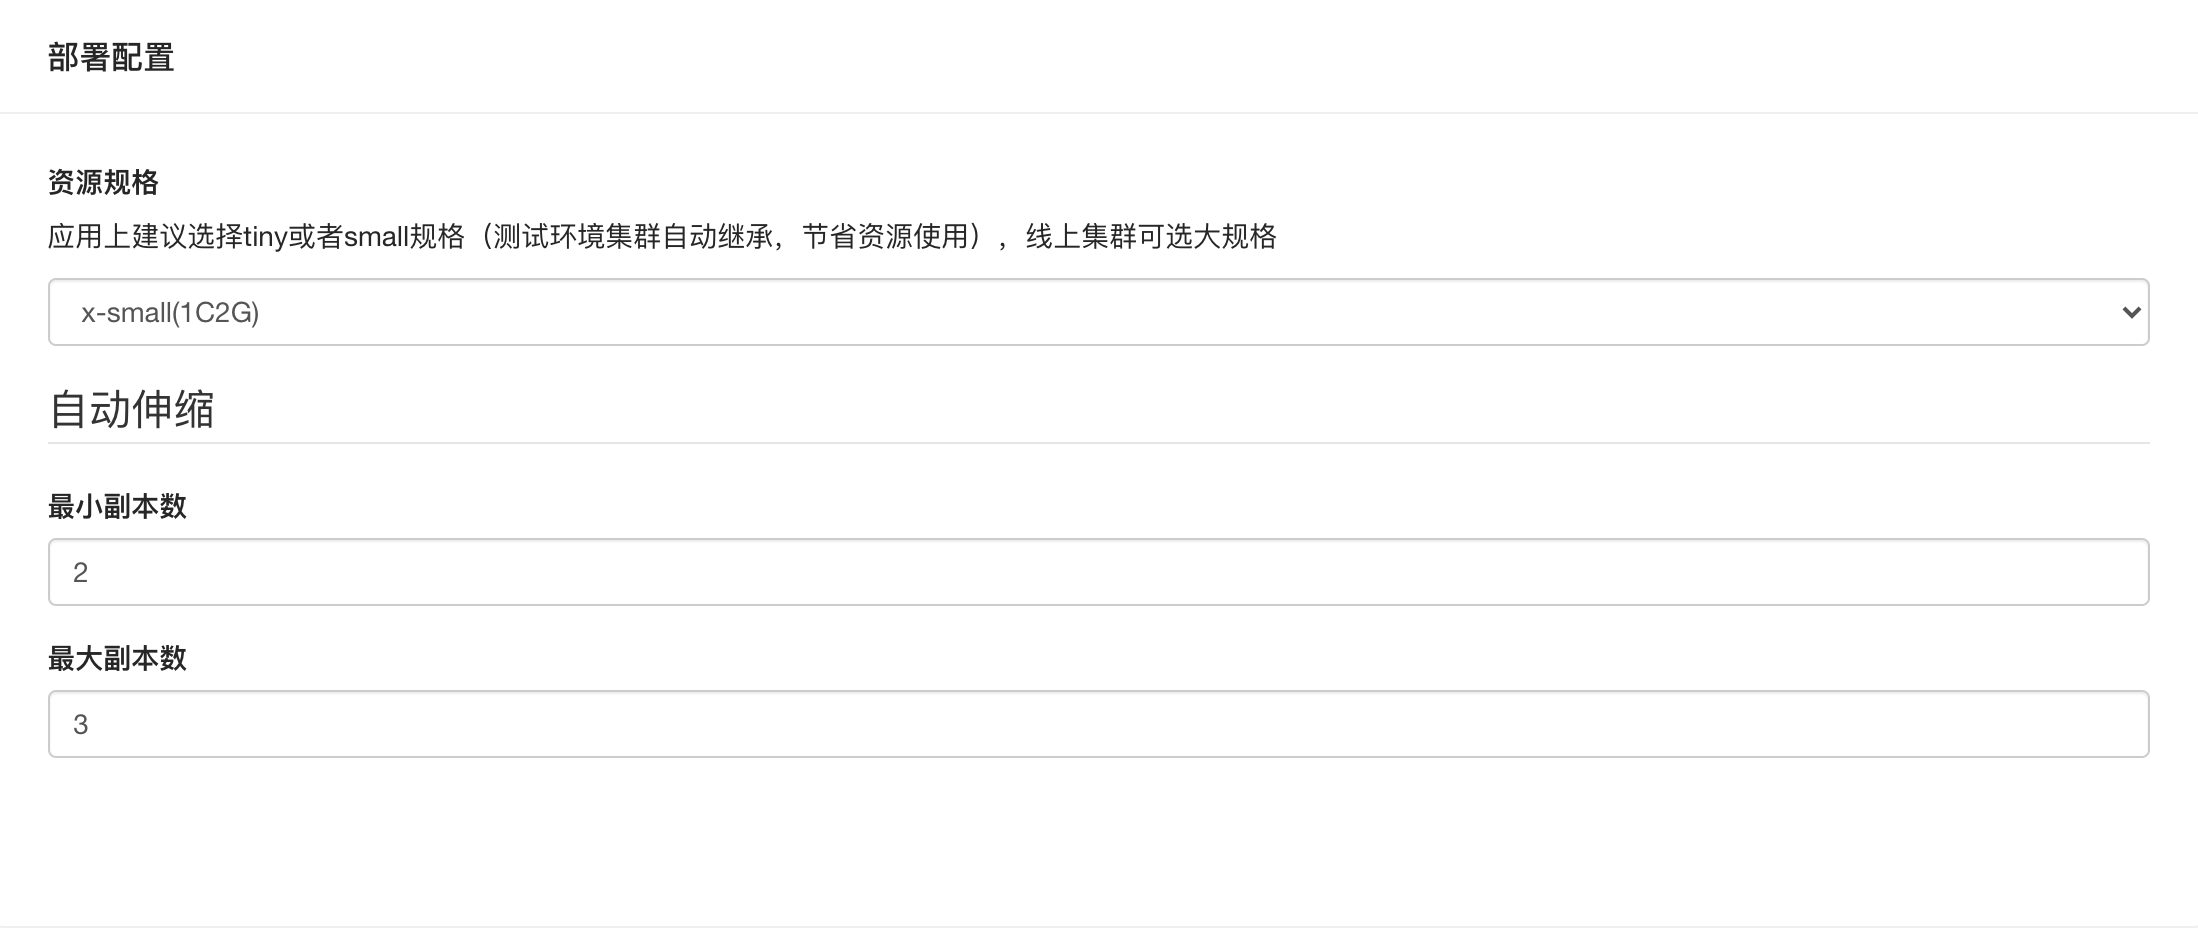 部署配置
资源规格
应用上建议选择tiny或者small规格（测试环境集群自动继承，节省资源使用），线上集群可选大规格
x-small(1C2G)
自动伸缩
最小副本数
2
最大副本数
3